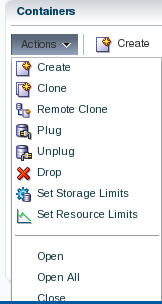 Containers
Actions Create
Create
Clone
Remote Clone
Plug
Unplug
Drop
Set Storage Limits
Set Resource Limits
Open
Open All
Close